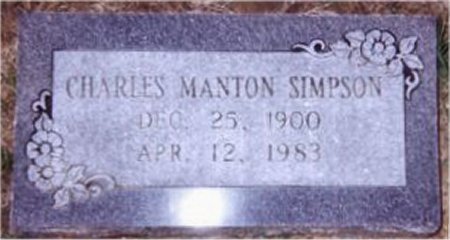 CHARLES MANTON SIMPSON
DEC. 25, 1900
APR. 12, 1983